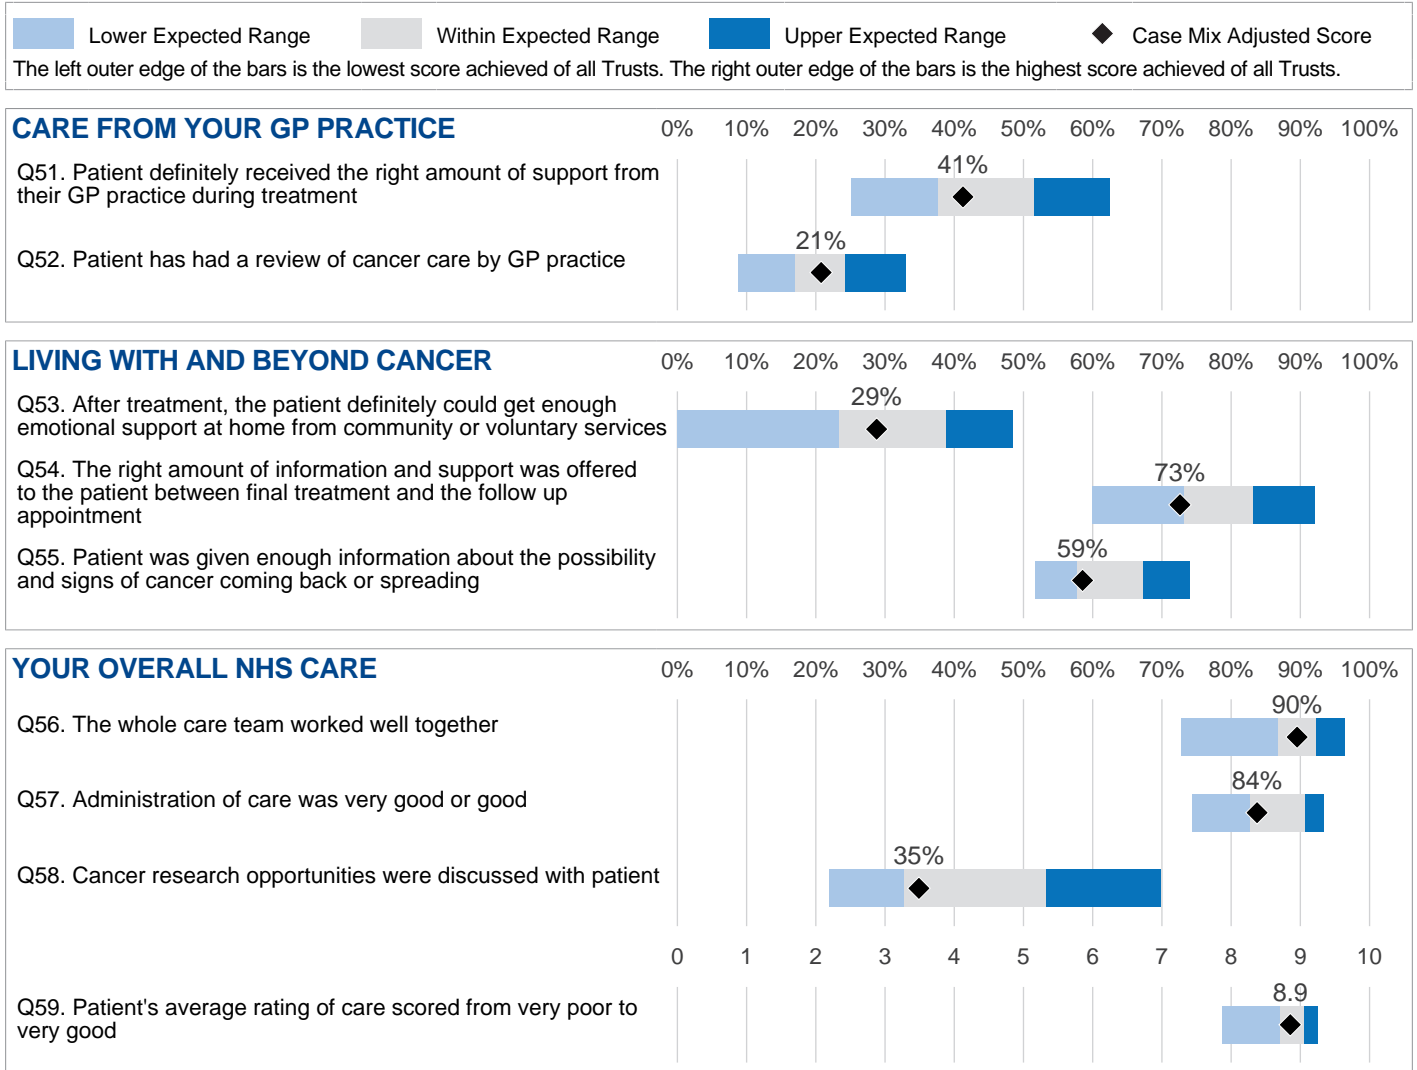 Lower Expected Range Within Expected Range Upper Expected Range Case Mix Adjusted Score
The left outer edge of the bars is the lowest score achieved of all Trusts. The right outer edge of the bars is the highest score achieved of all Trusts.
CARE FROM YOUR GP PRACTICE 0% 10% 20% 30% 40% 50% 60% 70% 80% 90% 100%
Q51. Patient definitely received the right amount of support from
their GP practice during treatment
41%
Q52. Patient has had a review of cancer care by GP practice
21%
LIVING WITH AND BEYOND CANCER 0% 10% 20% 30% 40% 50% 60% 70% 80% 90% 100%
Q53. After treatment, the patient definitely could get enough
emotional support at home from community or voluntary services
29%
Q54. The right amount of information and support was offered
to the patient between final treatment and the follow up
appointment
73%
Q55. Patient was given enough information about the possibility
and signs of cancer coming back or spreading
59%
YOUR OVERALL NHS CARE 0% 10% 20% 30% 40% 50% 60% 70% 80% 90% 100%
Q56. The whole care team worked well together
90%
Q57. Administration of care was very good or good
84%
Q58. Cancer research opportunities were discussed with patient
35%
0 1 2 3 4 5 6 7 8 9 10
Q59. Patient's average rating of care scored from very poor to
very good
8.9